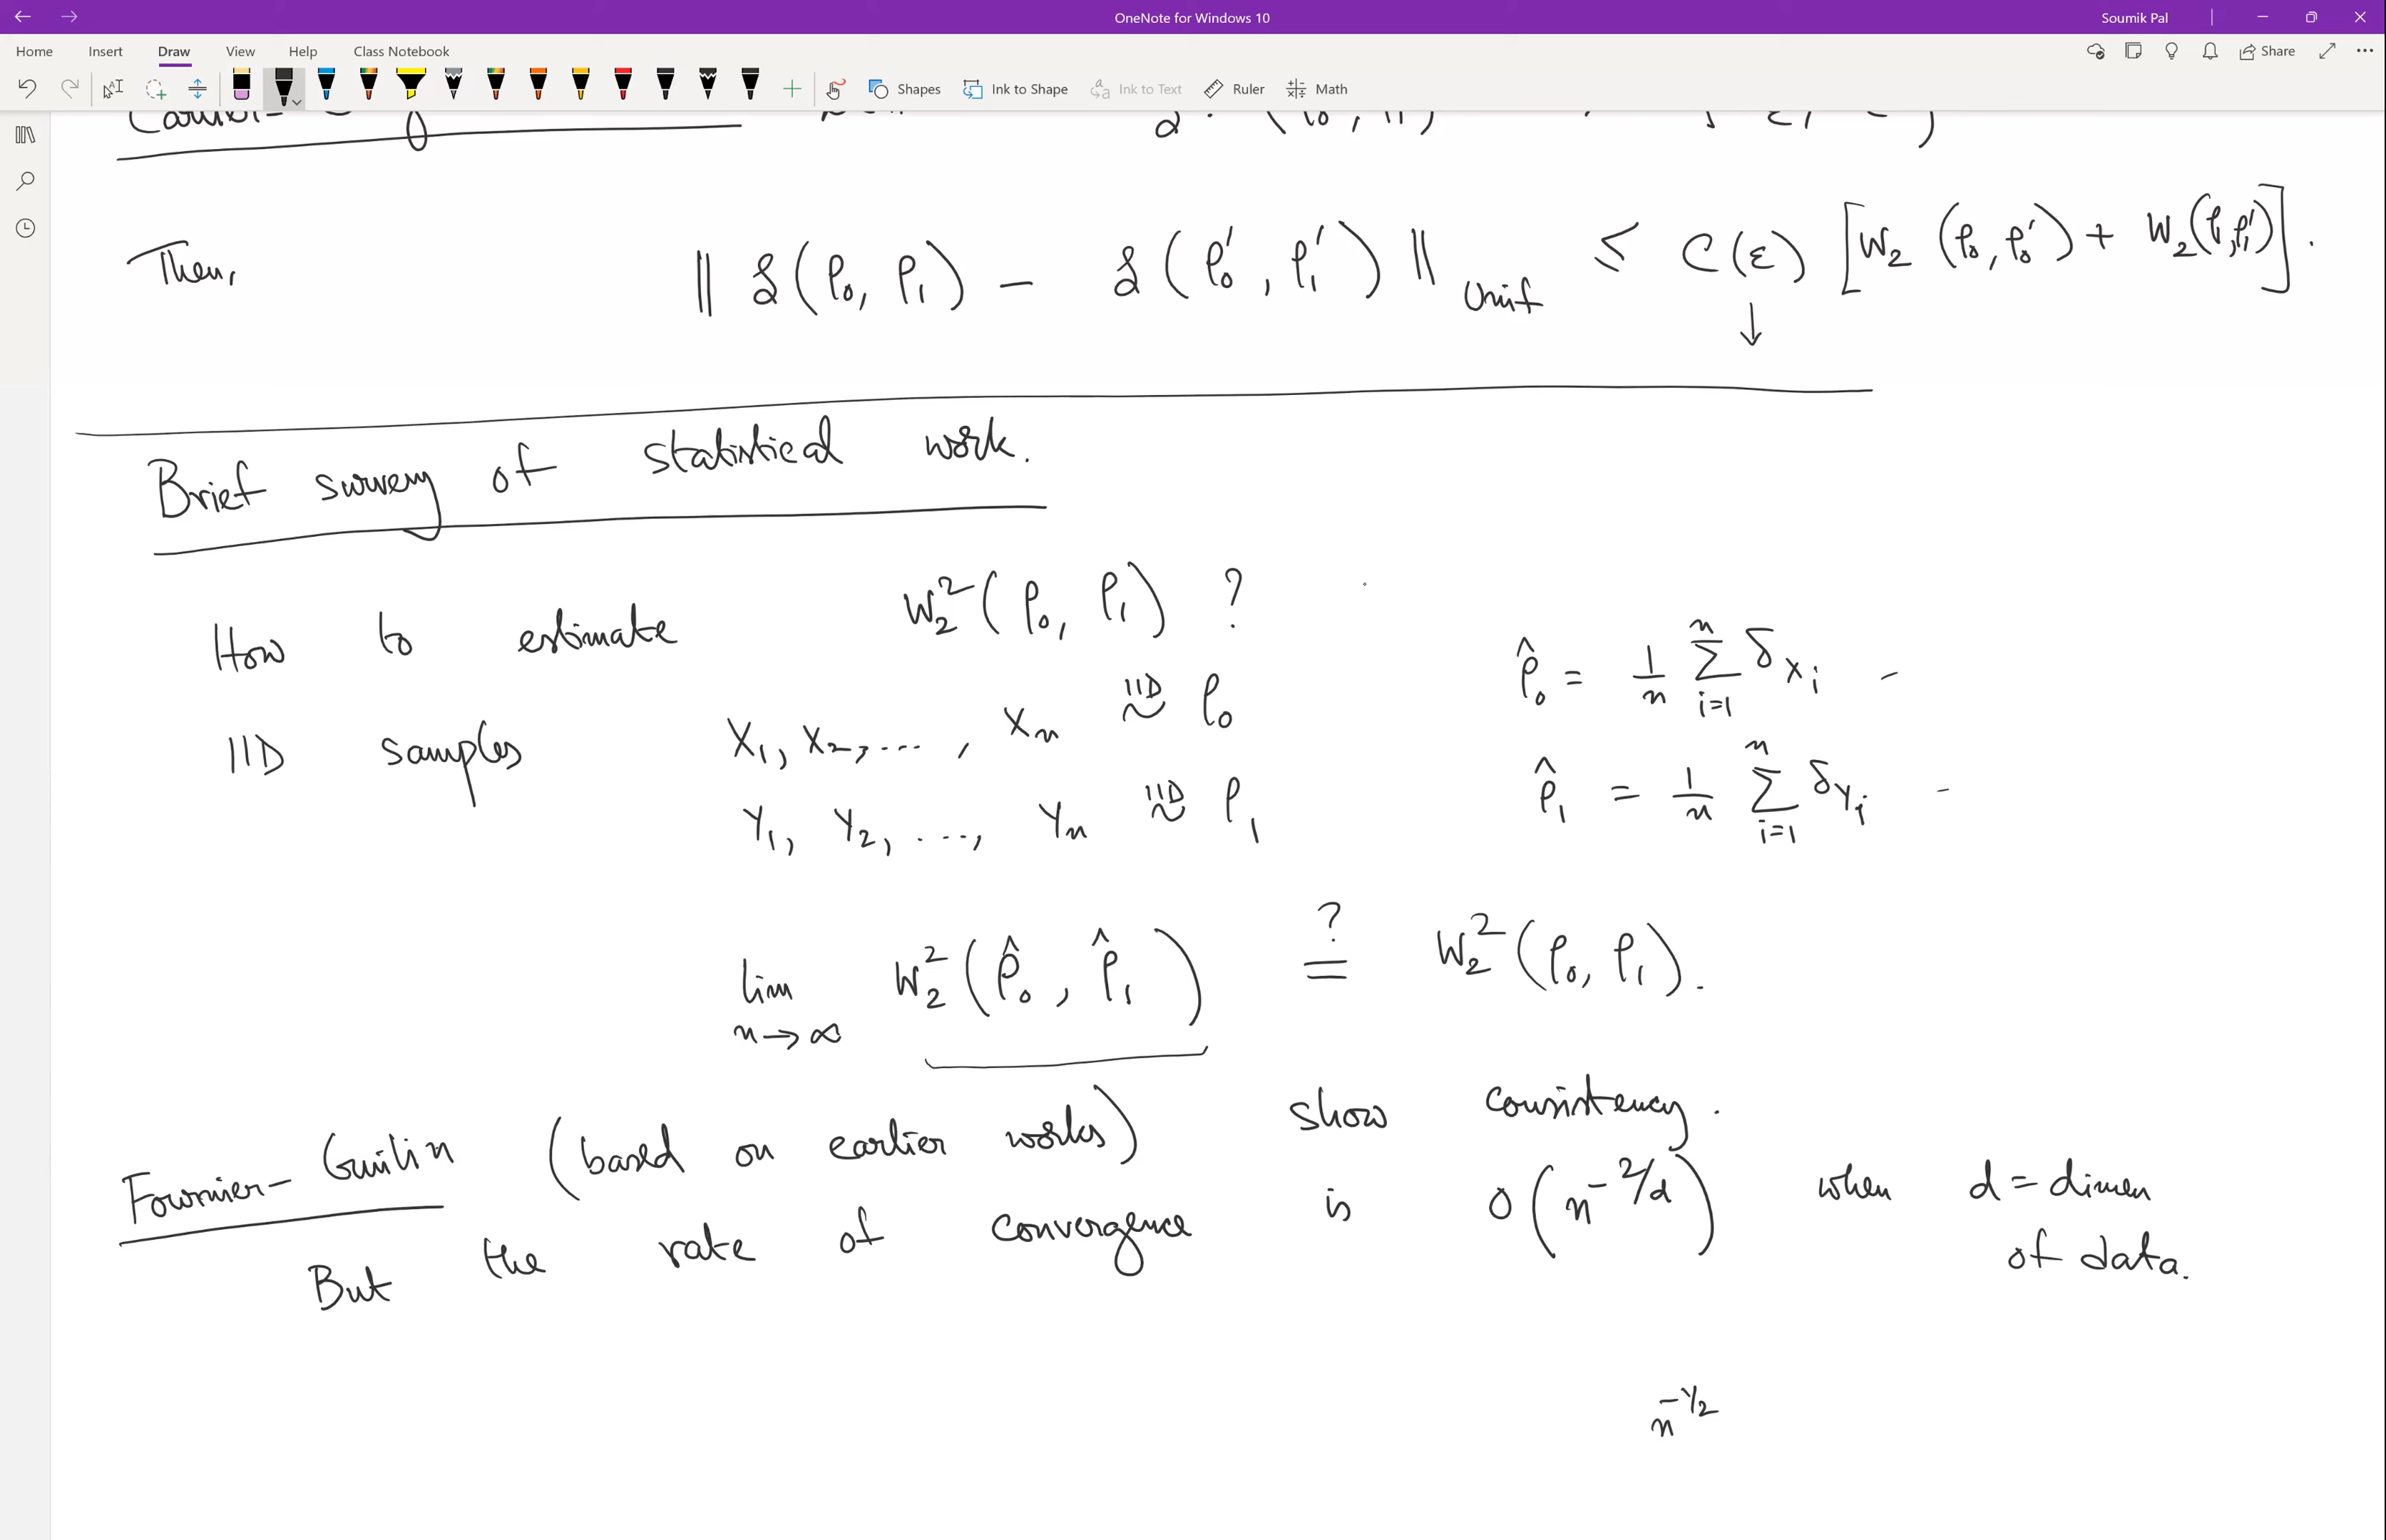 OneNote for Windows 10
Soumik Pal
Home Insert Draw View Help Class Notebook
Share
Shapes Ink to Shape Ink to Text Ruler Math
Then, || 𝓛(ρ₀, ρ₁) − 𝓛(ρ₀′, ρ₁′) ||_Unif ≤ C(ε) [W₂(ρ₀, ρ₀′) + W₂(ρ₁, ρ₁′)].
↓
Brief survey of statistical work.
How to estimate W₂²(ρ₀, ρ₁) ?
ρ̂₀ = 1/n Σ_{i=1}^{n} δ_{X_i} -
IID samples X₁, X₂, ..., Xₙ IID~ ρ₀
Y₁, Y₂, ..., Yₙ IID~ ρ₁
ρ̂₁ = 1/n Σ_{i=1}^{n} δ_{Y_i} -
lim_{n→∞} W₂²(ρ̂₀, ρ̂₁) =? W₂²(ρ₀, ρ₁).
Fournier- Guilin (based on earlier works) show consistency.
But the rate of convergence is O(n^{-2/d}) when d = dimen
of data.
n^{-1/2}